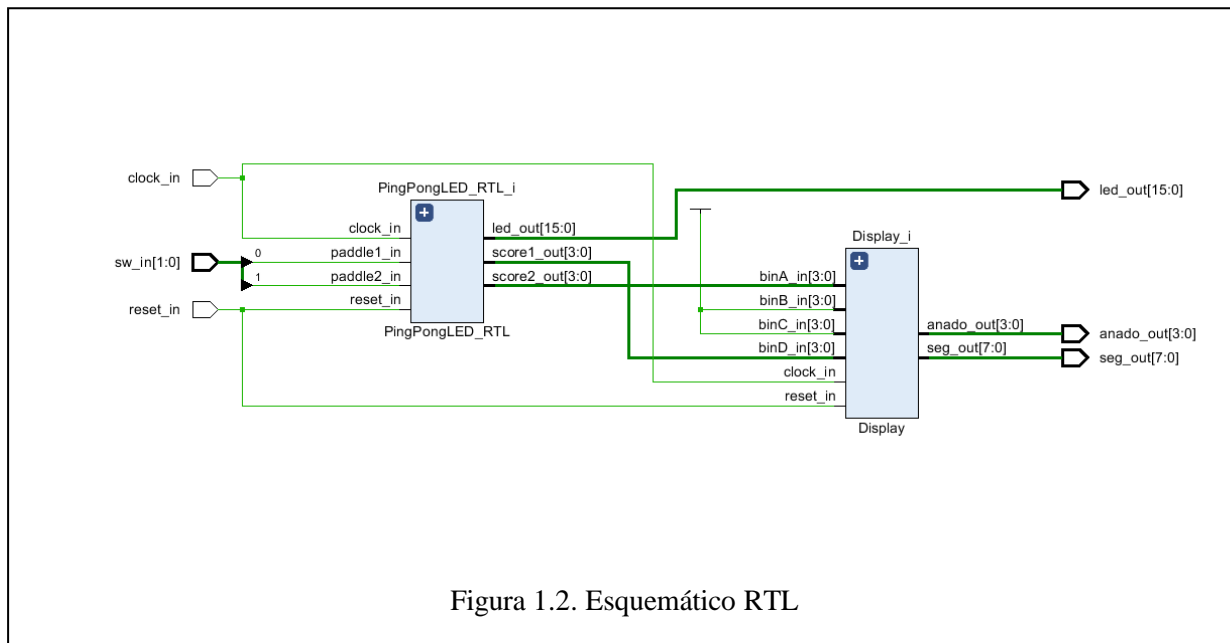 clock_in
sw_in[1:0]
0
1
reset_in
PingPongLED_RTL_i
clock_in
paddle1_in
paddle2_in
reset_in
led_out[15:0]
score1_out[3:0]
score2_out[3:0]
PingPongLED_RTL
Display_i
binA_in[3:0]
binB_in[3:0]
binC_in[3:0]
binD_in[3:0]
clock_in
reset_in
anado_out[3:0]
seg_out[7:0]
Display
led_out[15:0]
anado_out[3:0]
seg_out[7:0]
Figura 1.2. Esquemático RTL